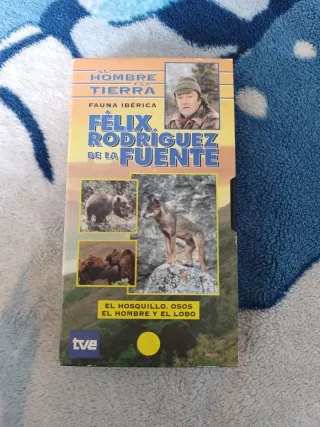 EL
HOMBRE
Y LA
TIERRA
FAUNA IBÉRICA
FÉLIX
RODRÍGUEZ
DE LA FUENTE
EL HOSQUILLO. OSOS
EL HOMBRE Y EL LOBO
tve